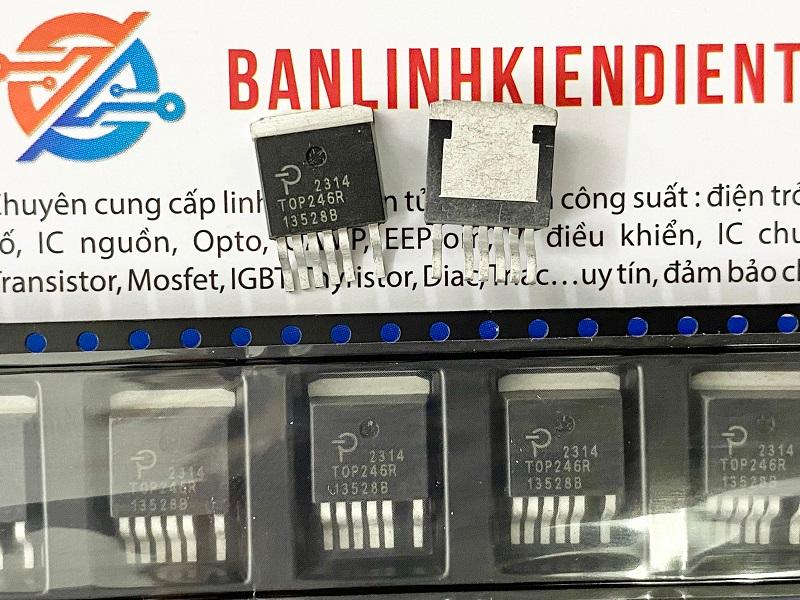 BANLINHKIENDIENT
2314
TOP246R
13528B
Chuyên cung cấp linh công suất : điện trở
ố, IC nguồn, Opto, điều khiển, IC chu
Transistor, Mosfet, IGBT, Thyristor, Diac, Triac...uy tín, đảm bảo ch
2314
TOP246R
13528B
2314
TOP246R
13528B
2314
TOP246R
13528B
2314
TOP246R
13528B